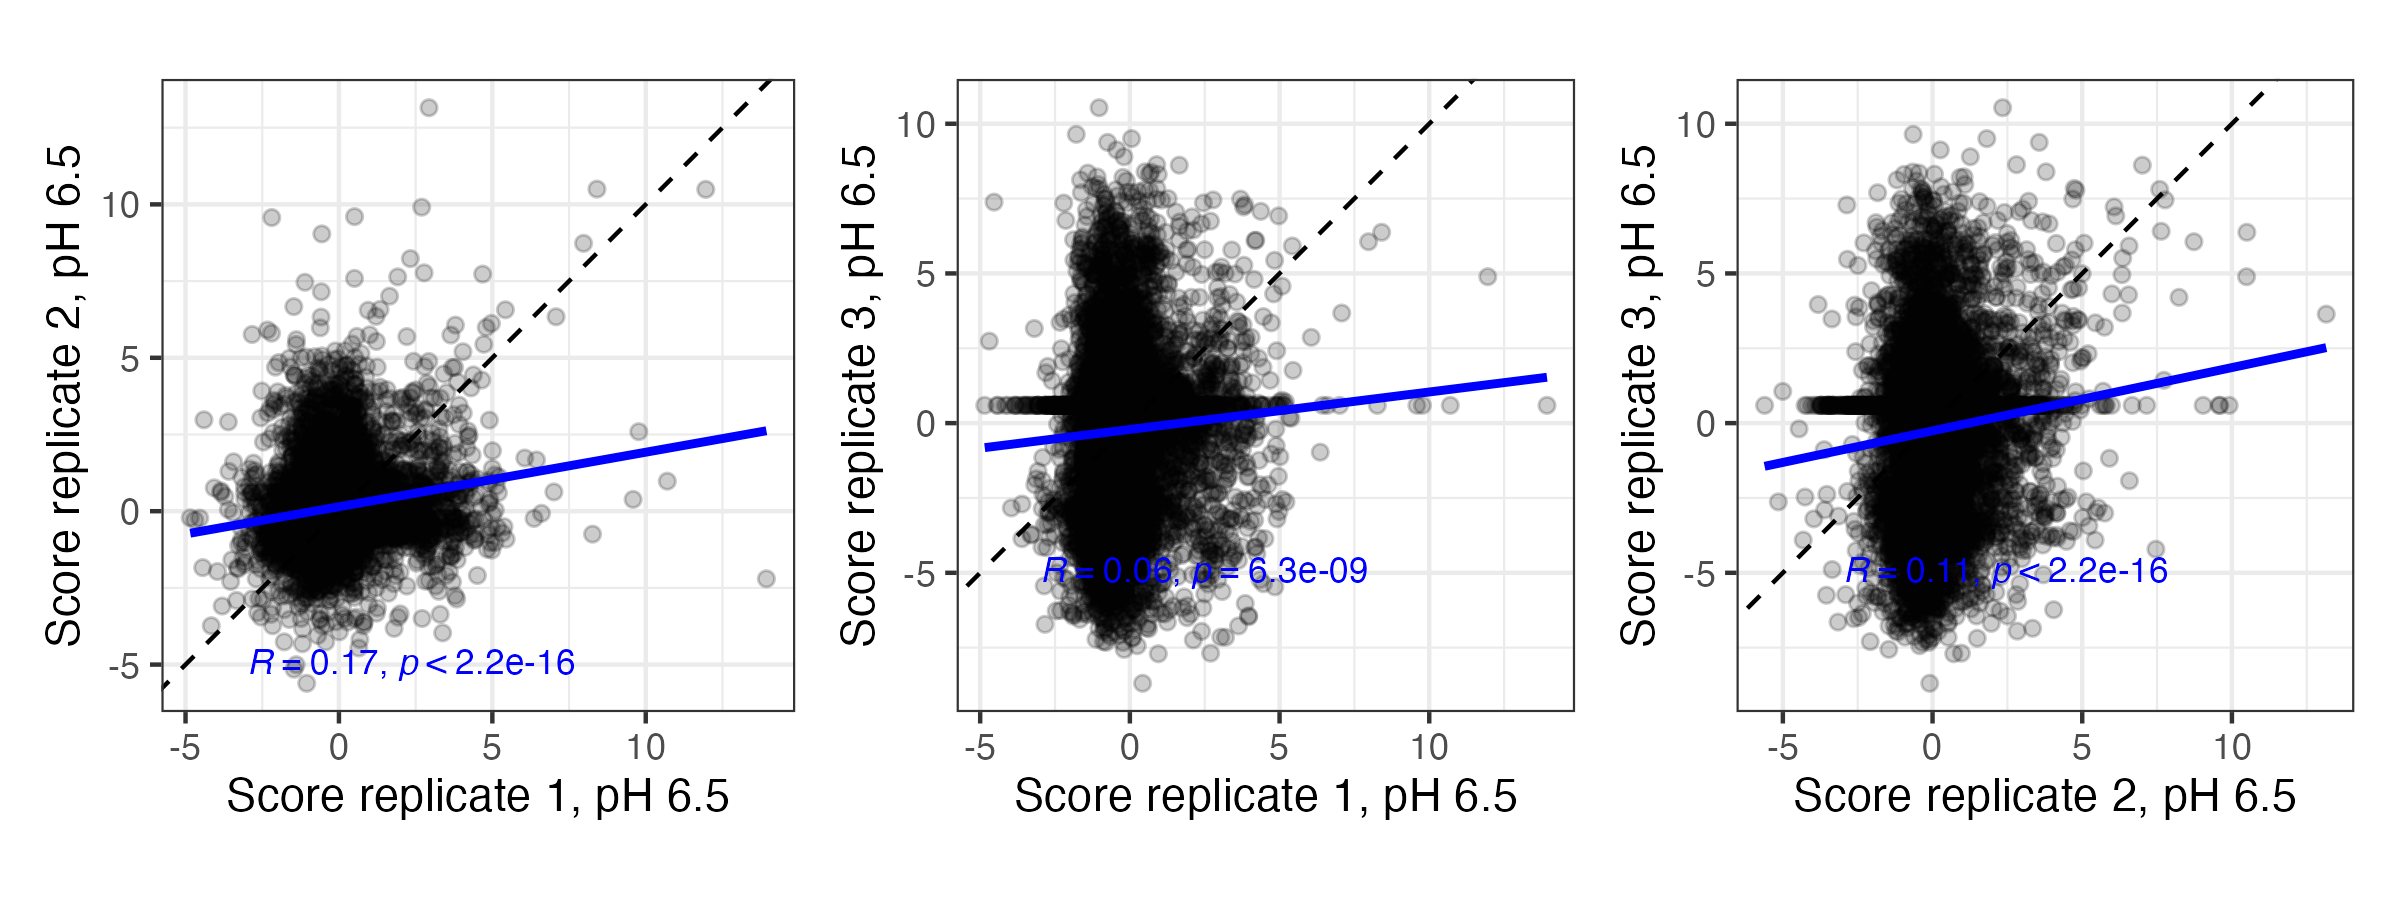 Score replicate 2, pH 6.5
10
5
0
-5
R = 0.17, p < 2.2e-16
-5 0 5 10
Score replicate 1, pH 6.5
Score replicate 3, pH 6.5
10
5
0
-5
R = 0.06, p = 6.3e-09
-5 0 5 10
Score replicate 1, pH 6.5
Score replicate 3, pH 6.5
10
5
0
-5
R = 0.11, p < 2.2e-16
-5 0 5 10
Score replicate 2, pH 6.5